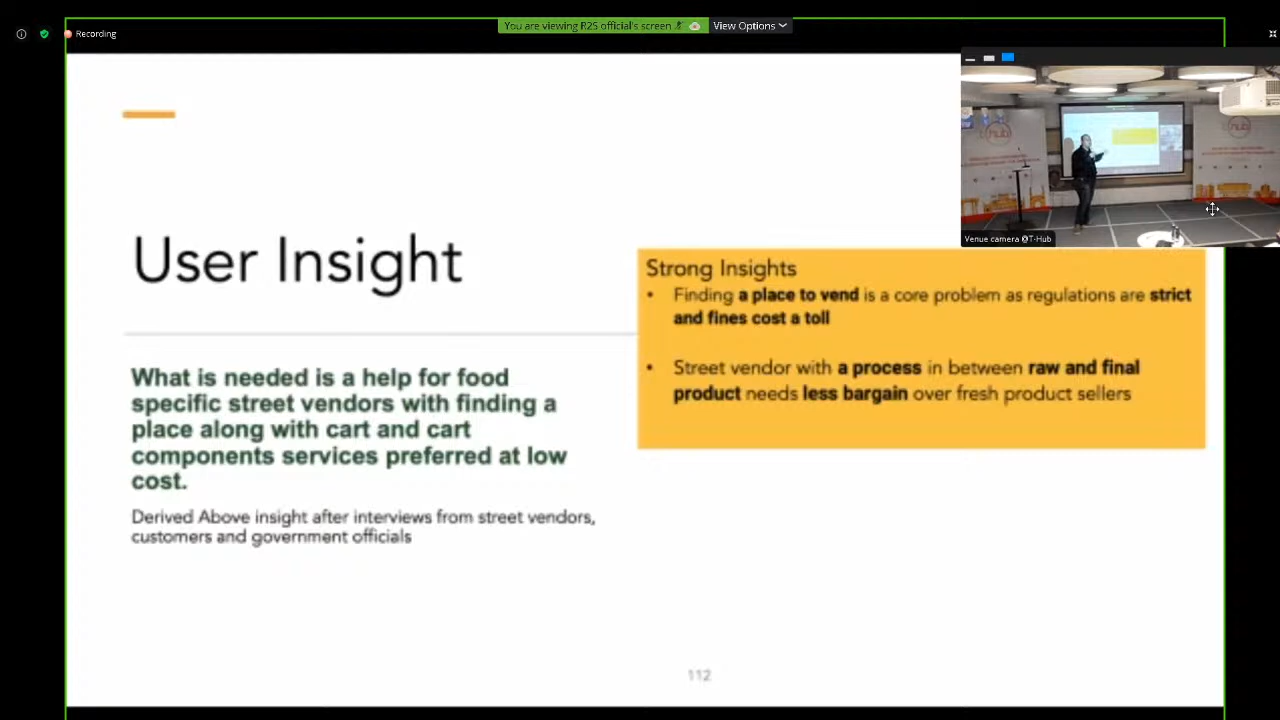 You are viewing R2S official's screen
View Options
Recording
Venue camera @T-Hub
hub
hub
User Insight
What is needed is a help for food
specific street vendors with finding a
place along with cart and cart
components services preferred at low
cost.
Derived Above insight after interviews from street vendors,
customers and government officials
Strong Insights
• Finding a place to vend is a core problem as regulations are strict
and fines cost a toll
• Street vendor with a process in between raw and final
product needs less bargain over fresh product sellers
112